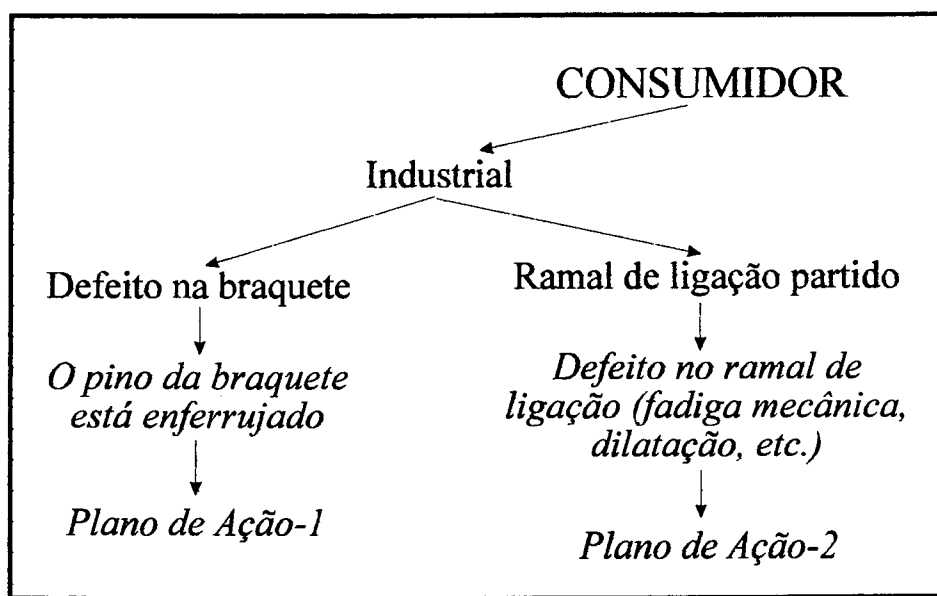 CONSUMIDOR
Industrial
Defeito na braquete
O pino da braquete
está enferrujado
Plano de Ação-1
Ramal de ligação partido
Defeito no ramal de
ligação (fadiga mecânica,
dilatação, etc.)
Plano de Ação-2